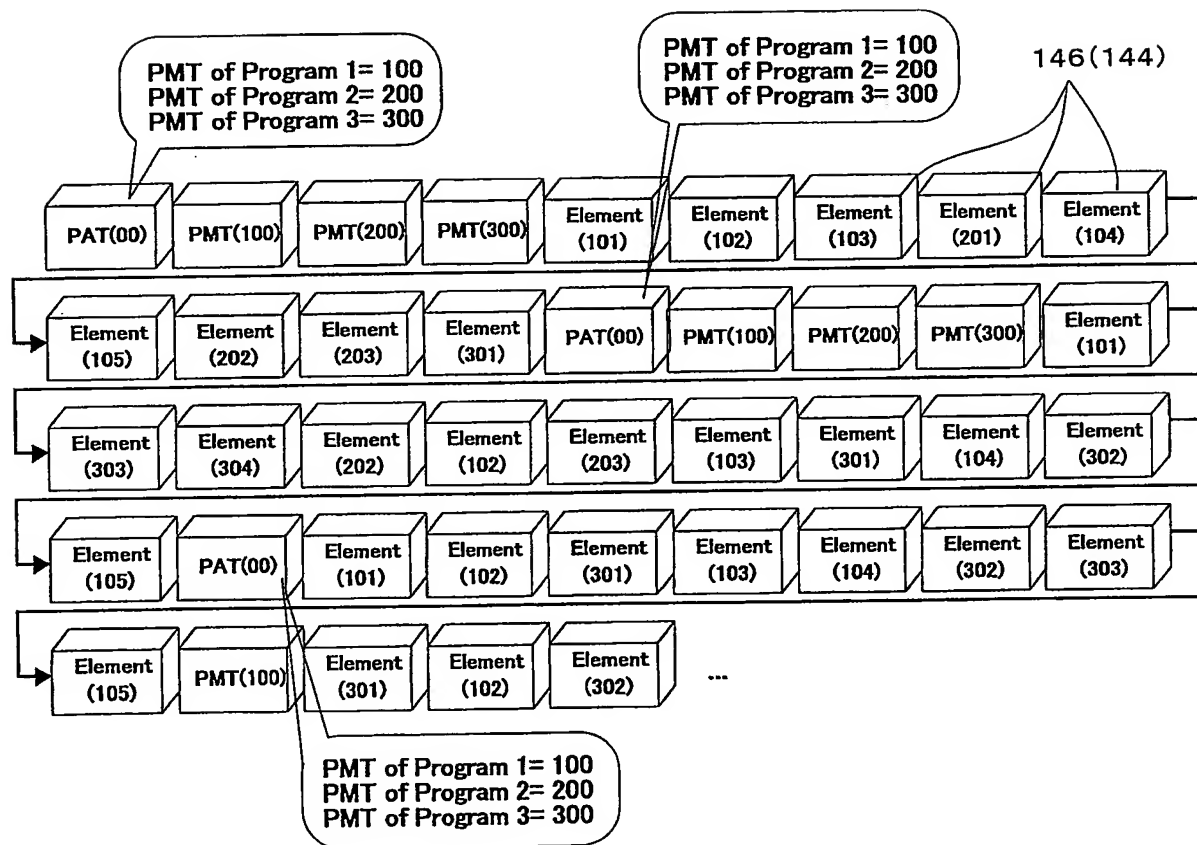 PMT of Program 1= 100
PMT of Program 2= 200
PMT of Program 3= 300
PMT of Program 1= 100
PMT of Program 2= 200
PMT of Program 3= 300
146(144)
PAT(00)
PMT(100)
PMT(200)
PMT(300)
Element
(101)
Element
(102)
Element
(103)
Element
(201)
Element
(104)
Element
(105)
Element
(202)
Element
(203)
Element
(301)
PAT(00)
PMT(100)
PMT(200)
PMT(300)
Element
(101)
Element
(303)
Element
(304)
Element
(202)
Element
(102)
Element
(203)
Element
(103)
Element
(301)
Element
(104)
Element
(302)
Element
(105)
PAT(00)
Element
(101)
Element
(102)
Element
(301)
Element
(103)
Element
(104)
Element
(302)
Element
(303)
Element
(105)
PMT(100)
Element
(301)
Element
(102)
Element
(302)
...
PMT of Program 1= 100
PMT of Program 2= 200
PMT of Program 3= 300